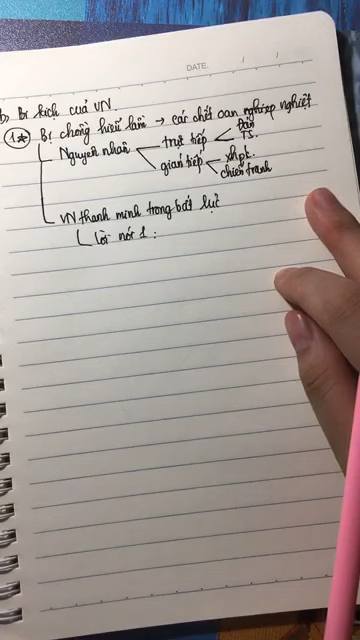 DATE. / /
b) Bi kịch của VN.
1* Bị chồng hiểu lầm → cái chết oan nghiệp nghiệt
Nguyên nhân
trực tiếp
TS.
gián tiếp
xhpk.
chiến tranh
VN thanh minh trong bất lực
Lời nói 1 :